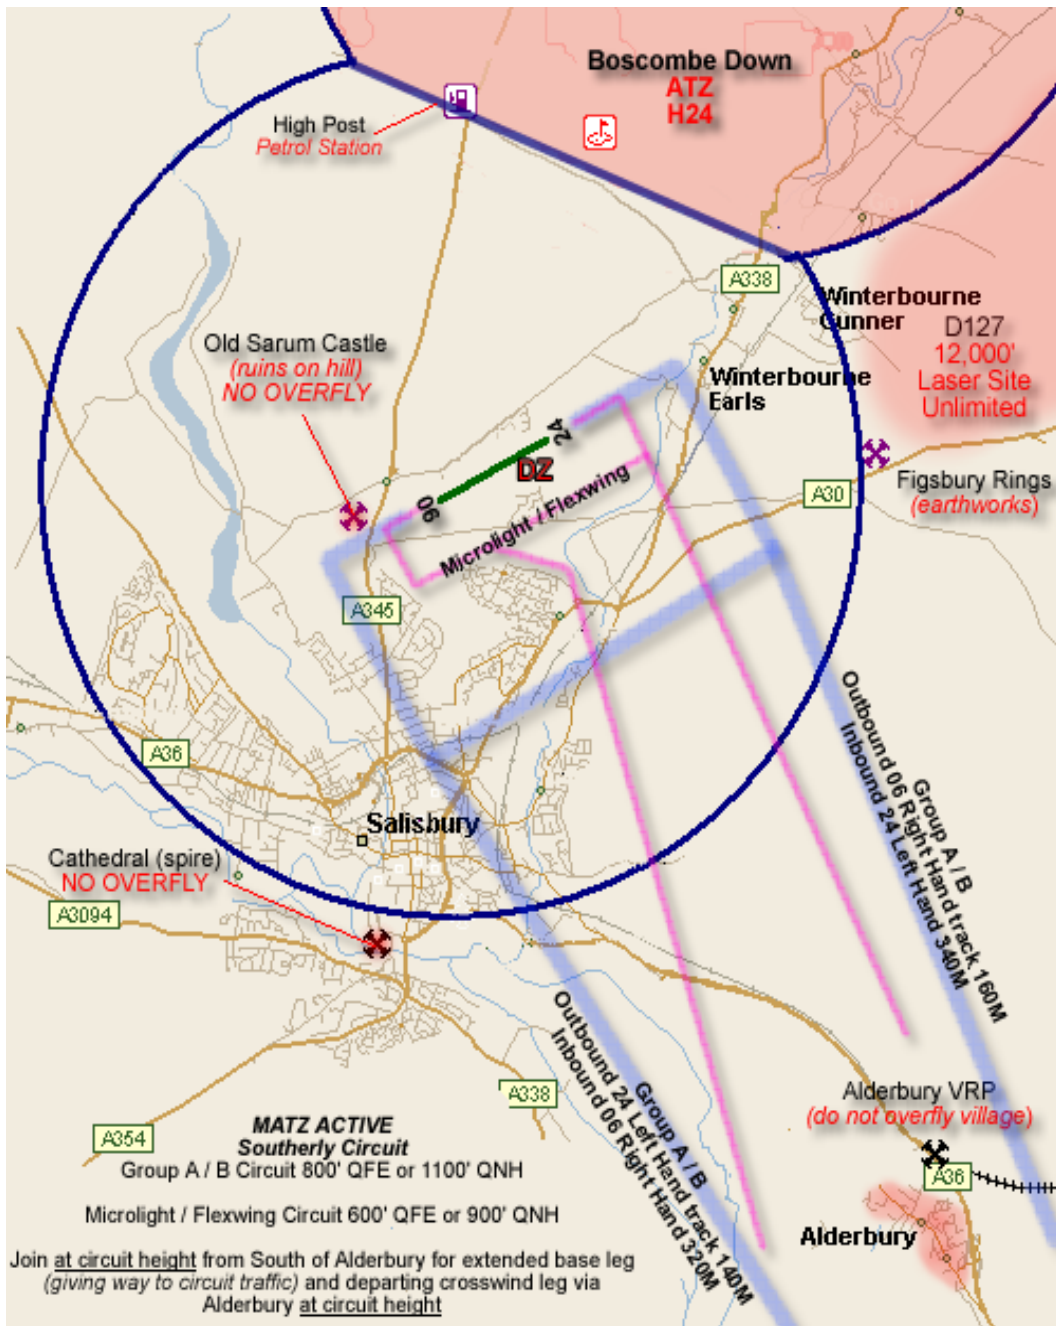 Boscombe Down
ATZ
H24
High Post
Petrol Station
A338
Winterbourne
Gunner
D127
12,000'
Laser Site
Unlimited
Old Sarum Castle
(ruins on hill)
NO OVERFLY
Winterbourne
Earls
24
DZ
06
Microlight / Flexwing
A30
Figsbury Rings
(earthworks)
A345
A36
Salisbury
Cathedral (spire)
NO OVERFLY
A3094
Group A / B
Outbound 06 Right Hand track 160M
Inbound 24 Left Hand 340M
Group A / B
Outbound 24 Left Hand track 140M
Inbound 06 Right Hand 320M
A338
A354
Alderbury VRP
(do not overfly village)
A36
Alderbury
MATZ ACTIVE
Southerly Circuit
Group A / B Circuit 800' QFE or 1100' QNH
Microlight / Flexwing Circuit 600' QFE or 900' QNH
Join at circuit height from South of Alderbury for extended base leg
(giving way to circuit traffic) and departing crosswind leg via
Alderbury at circuit height